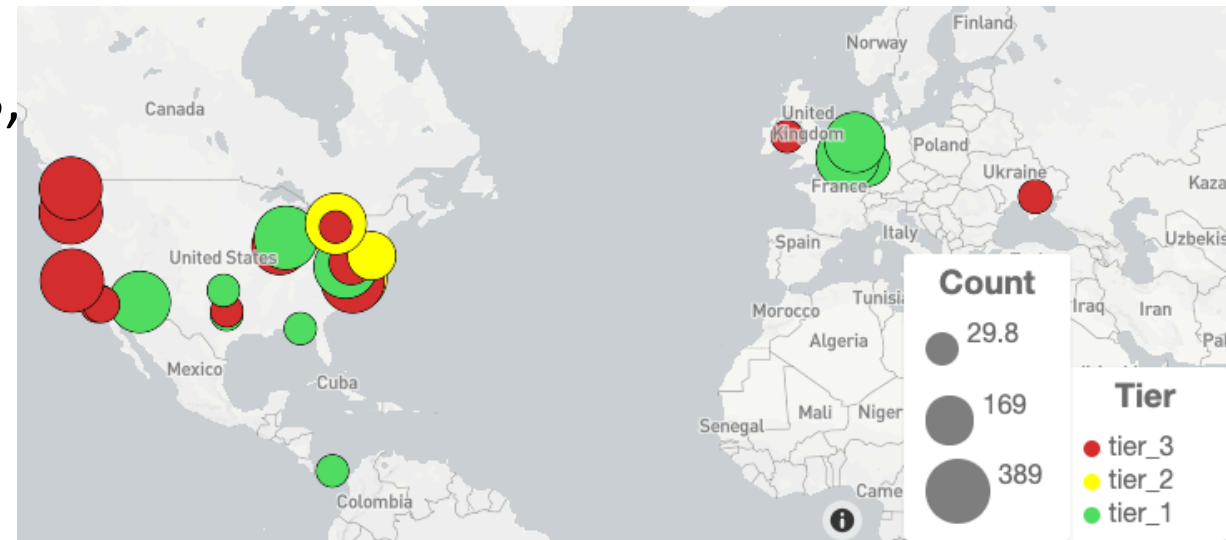 Finland
Norway
Canada
United
Kingdom
Poland
Ukraine
France
Kaza
United States
Spain
Italy
Uzbekis
Count
Tunisia
Morocco
Iraq
Iran
29.8
Algeria
Pal
Mexico
Cuba
Tier
169
Mali
Niger
Senegal
tier_3
389
tier_2
Came
Colombia
tier_1